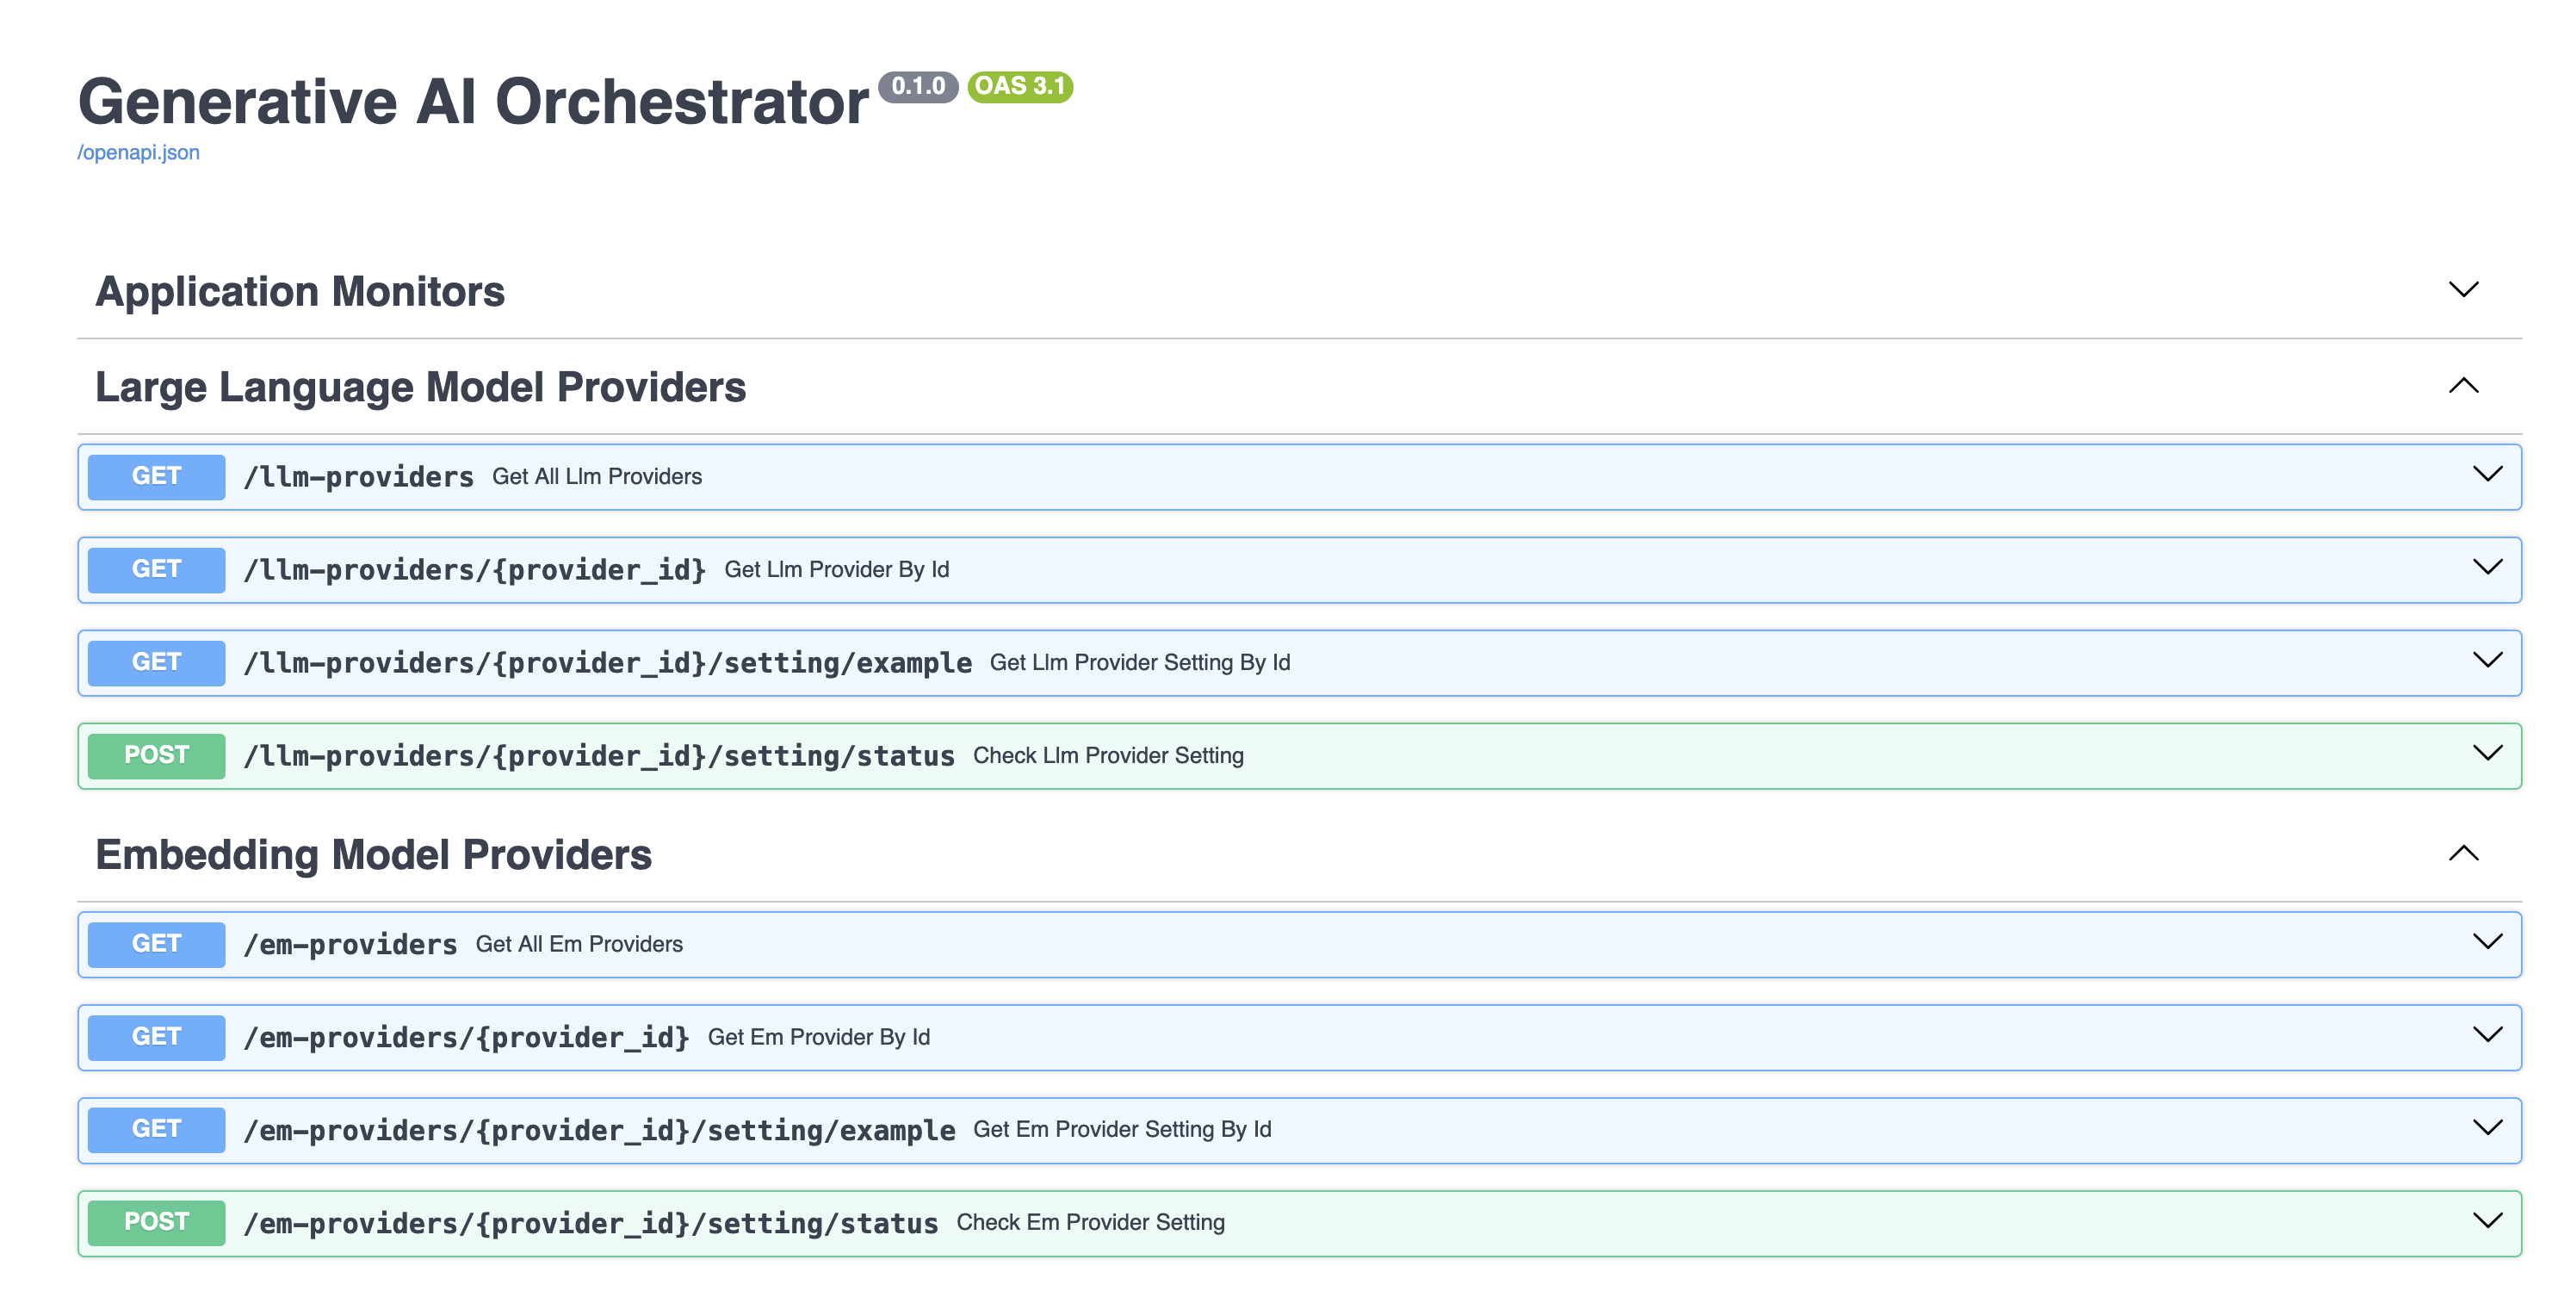 Generative AI Orchestrator 0.1.0 OAS 3.1
/openapi.json
Application Monitors
Large Language Model Providers
GET /llm-providers Get All Llm Providers
GET /llm-providers/{provider_id} Get Llm Provider By Id
GET /llm-providers/{provider_id}/setting/example Get Llm Provider Setting By Id
POST /llm-providers/{provider_id}/setting/status Check Llm Provider Setting
Embedding Model Providers
GET /em-providers Get All Em Providers
GET /em-providers/{provider_id} Get Em Provider By Id
GET /em-providers/{provider_id}/setting/example Get Em Provider Setting By Id
POST /em-providers/{provider_id}/setting/status Check Em Provider Setting